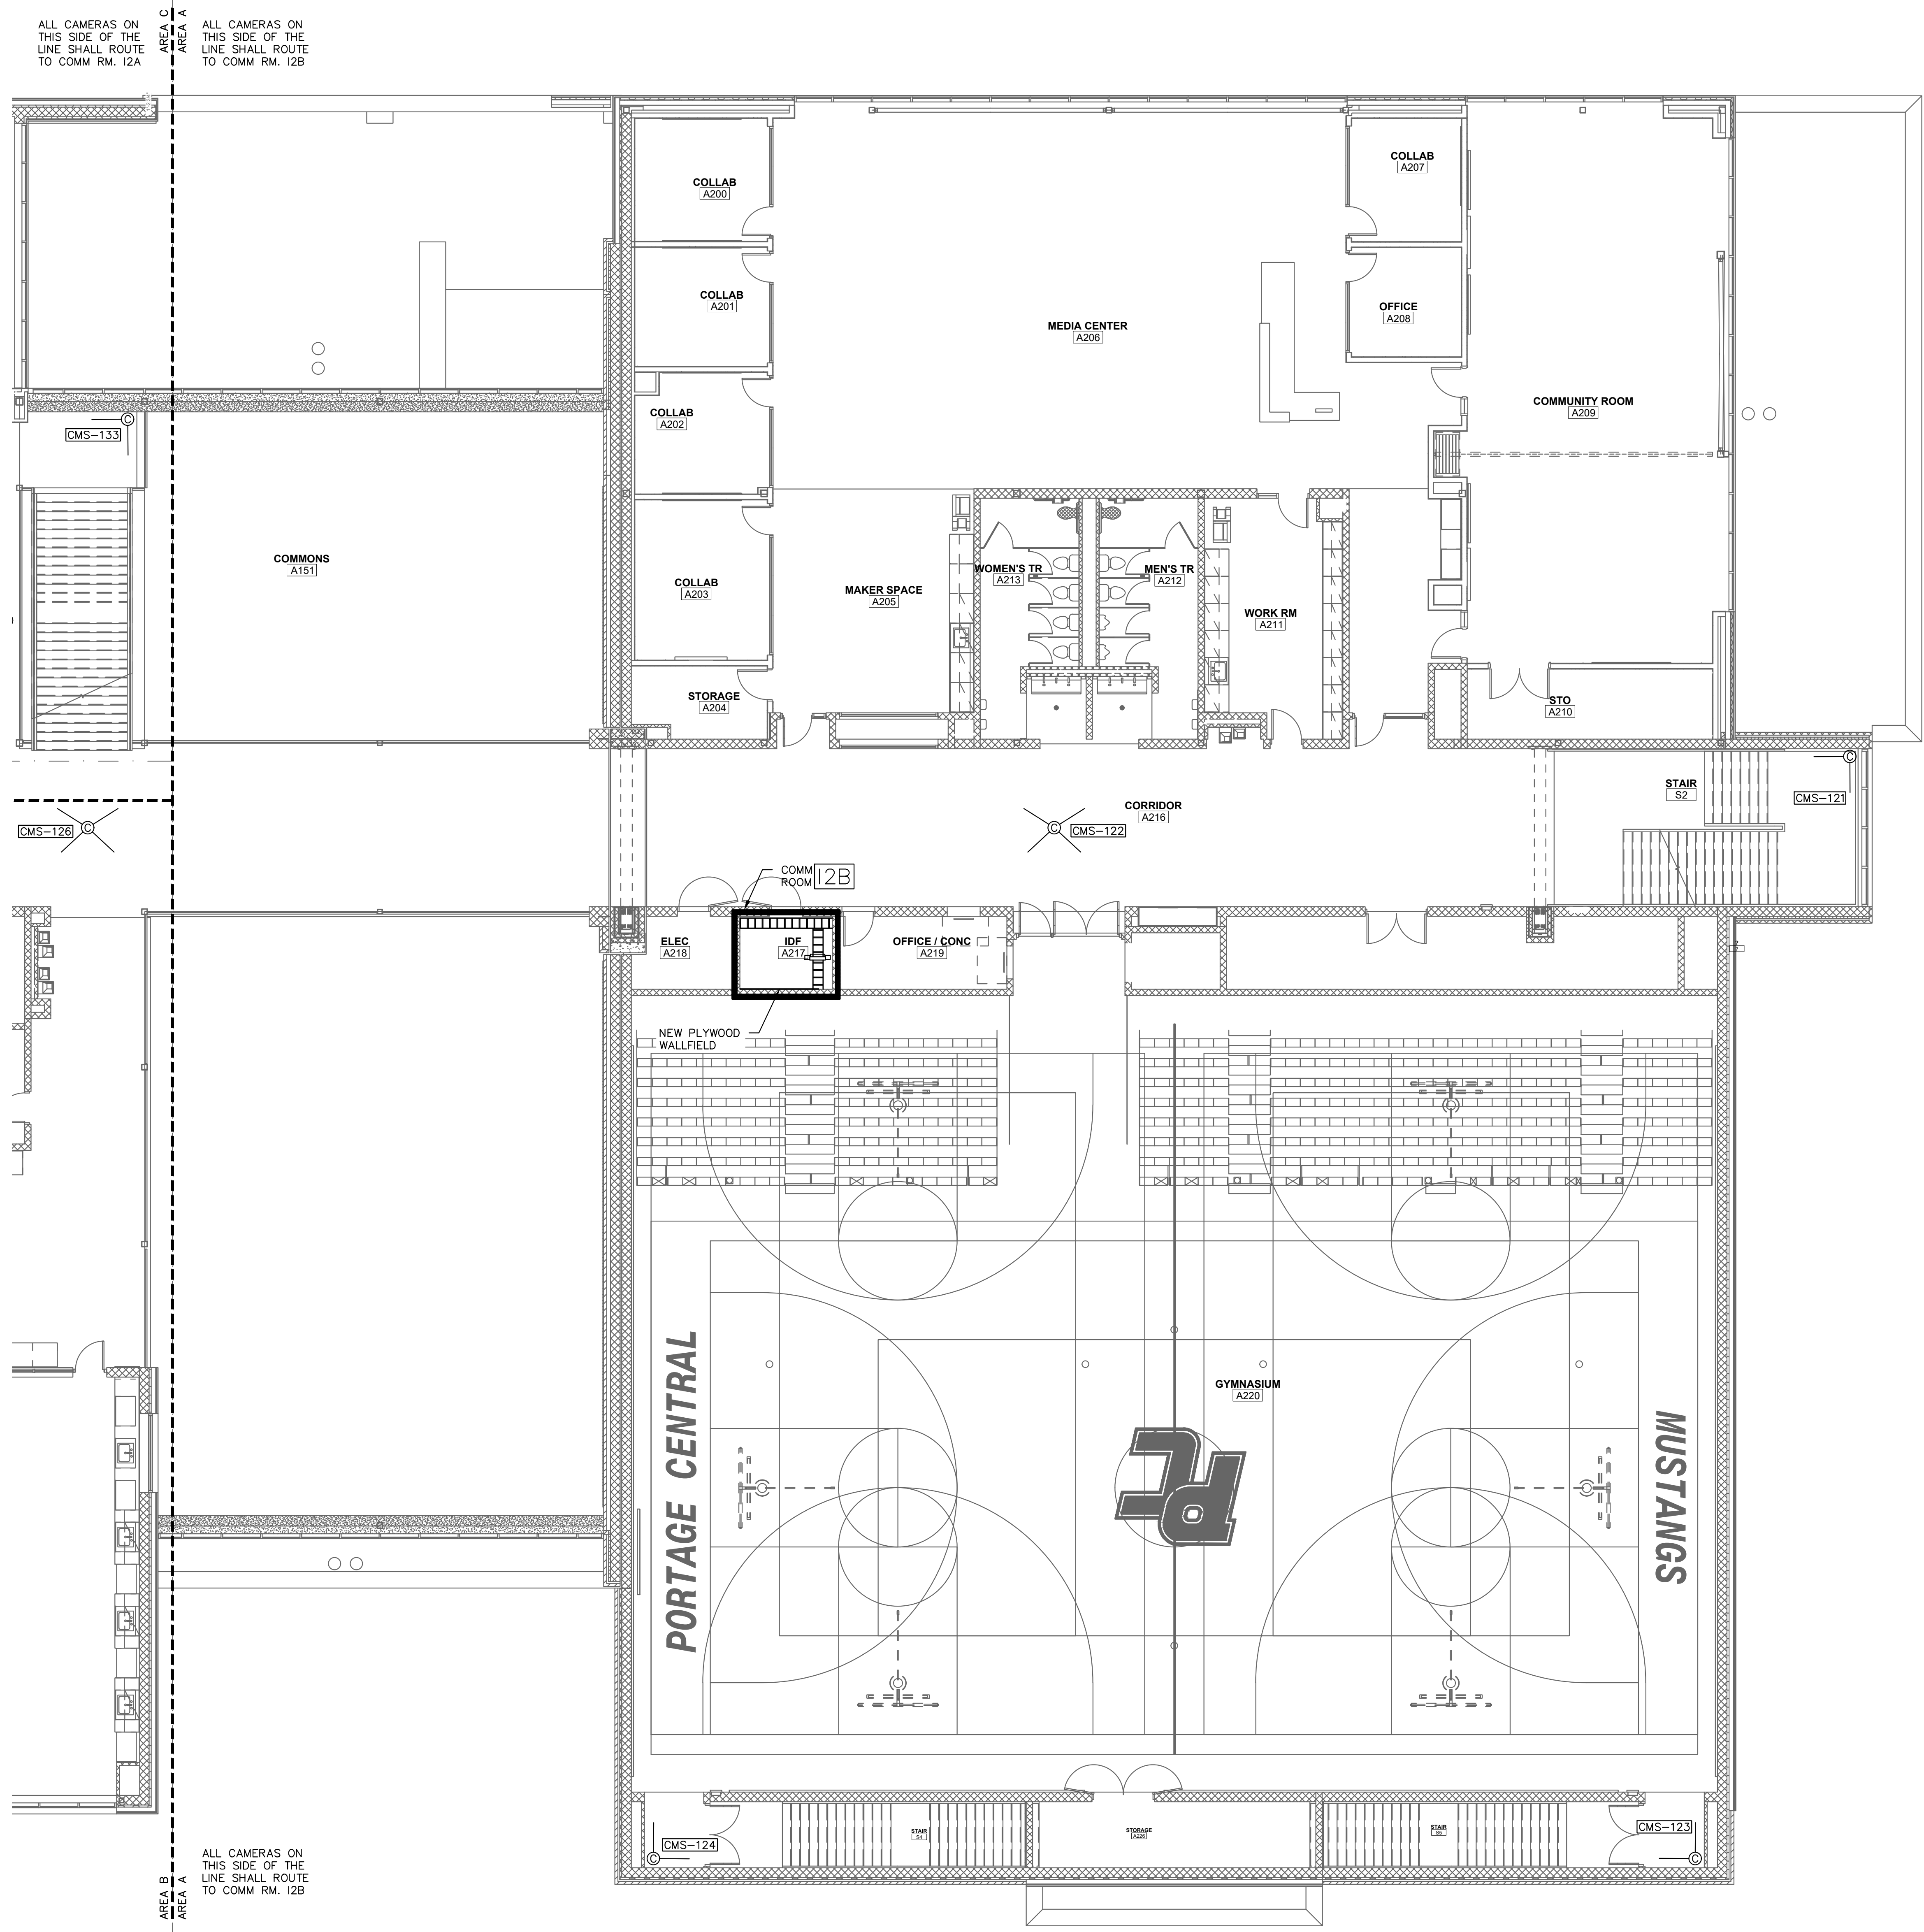 ALL CAMERAS ON
THIS SIDE OF THE
LINE SHALL ROUTE
TO COMM RM. 12A
AREA C
AREA A
ALL CAMERAS ON
THIS SIDE OF THE
LINE SHALL ROUTE
TO COMM RM. 12B
COLLAB
A200
COLLAB
A207
COLLAB
A201
OFFICE
A208
MEDIA CENTER
A206
COLLAB
A202
COMMUNITY ROOM
A209
CMS-133
COMMONS
A151
COLLAB
A203
MAKER SPACE
A205
WOMEN'S TR
A213
MEN'S TR
A212
WORK RM
A211
STORAGE
A204
STO
A210
STAIR
S2
CMS-121
CORRIDOR
A216
CMS-126
CMS-122
COMM
ROOM
12B
ELEC
A218
IDF
A217
OFFICE / CONC
A219
NEW PLYWOOD
WALLFIELD
GYMNASIUM
A220
PORTAGE CENTRAL
PC
MUSTANGS
CMS-124
STAIR
S4
STORAGE
A226
STAIR
CMS-123
C
C
C
C
C
C
ALL CAMERAS ON
THIS SIDE OF THE
LINE SHALL ROUTE
TO COMM RM. 12B
AREA B
AREA A